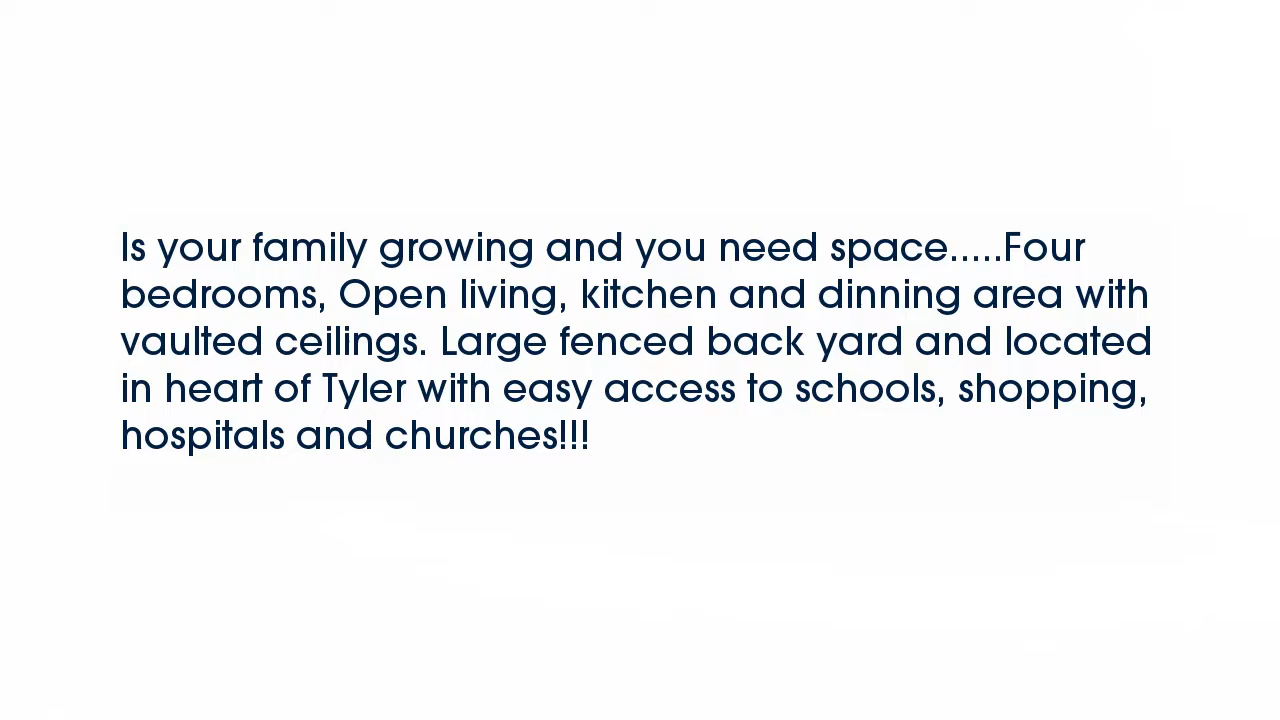 Is your family growing and you need space.....Four
bedrooms, Open living, kitchen and dinning area with
vaulted ceilings. Large fenced back yard and located
in heart of Tyler with easy access to schools, shopping,
hospitals and churches!!!